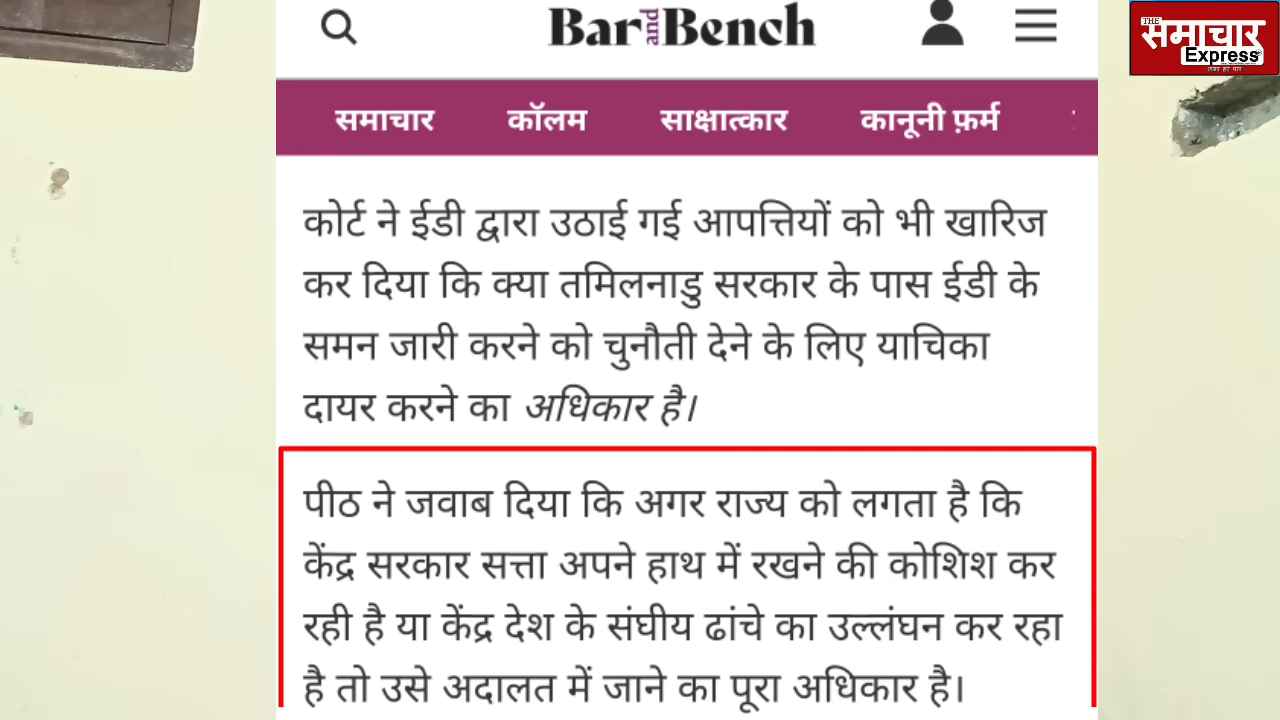 Bar and Bench
THE
समाचार
Express
समाचार कॉलम साक्षात्कार कानूनी फ़र्म
कोर्ट ने ईडी द्वारा उठाई गई आपत्तियों को भी खारिज
कर दिया कि क्या तमिलनाडु सरकार के पास ईडी के
समन जारी करने को चुनौती देने के लिए याचिका
दायर करने का अधिकार है।
पीठ ने जवाब दिया कि अगर राज्य को लगता है कि
केंद्र सरकार सत्ता अपने हाथ में रखने की कोशिश कर
रही है या केंद्र देश के संघीय ढांचे का उल्लंघन कर रहा
है तो उसे अदालत में जाने का पूरा अधिकार है।